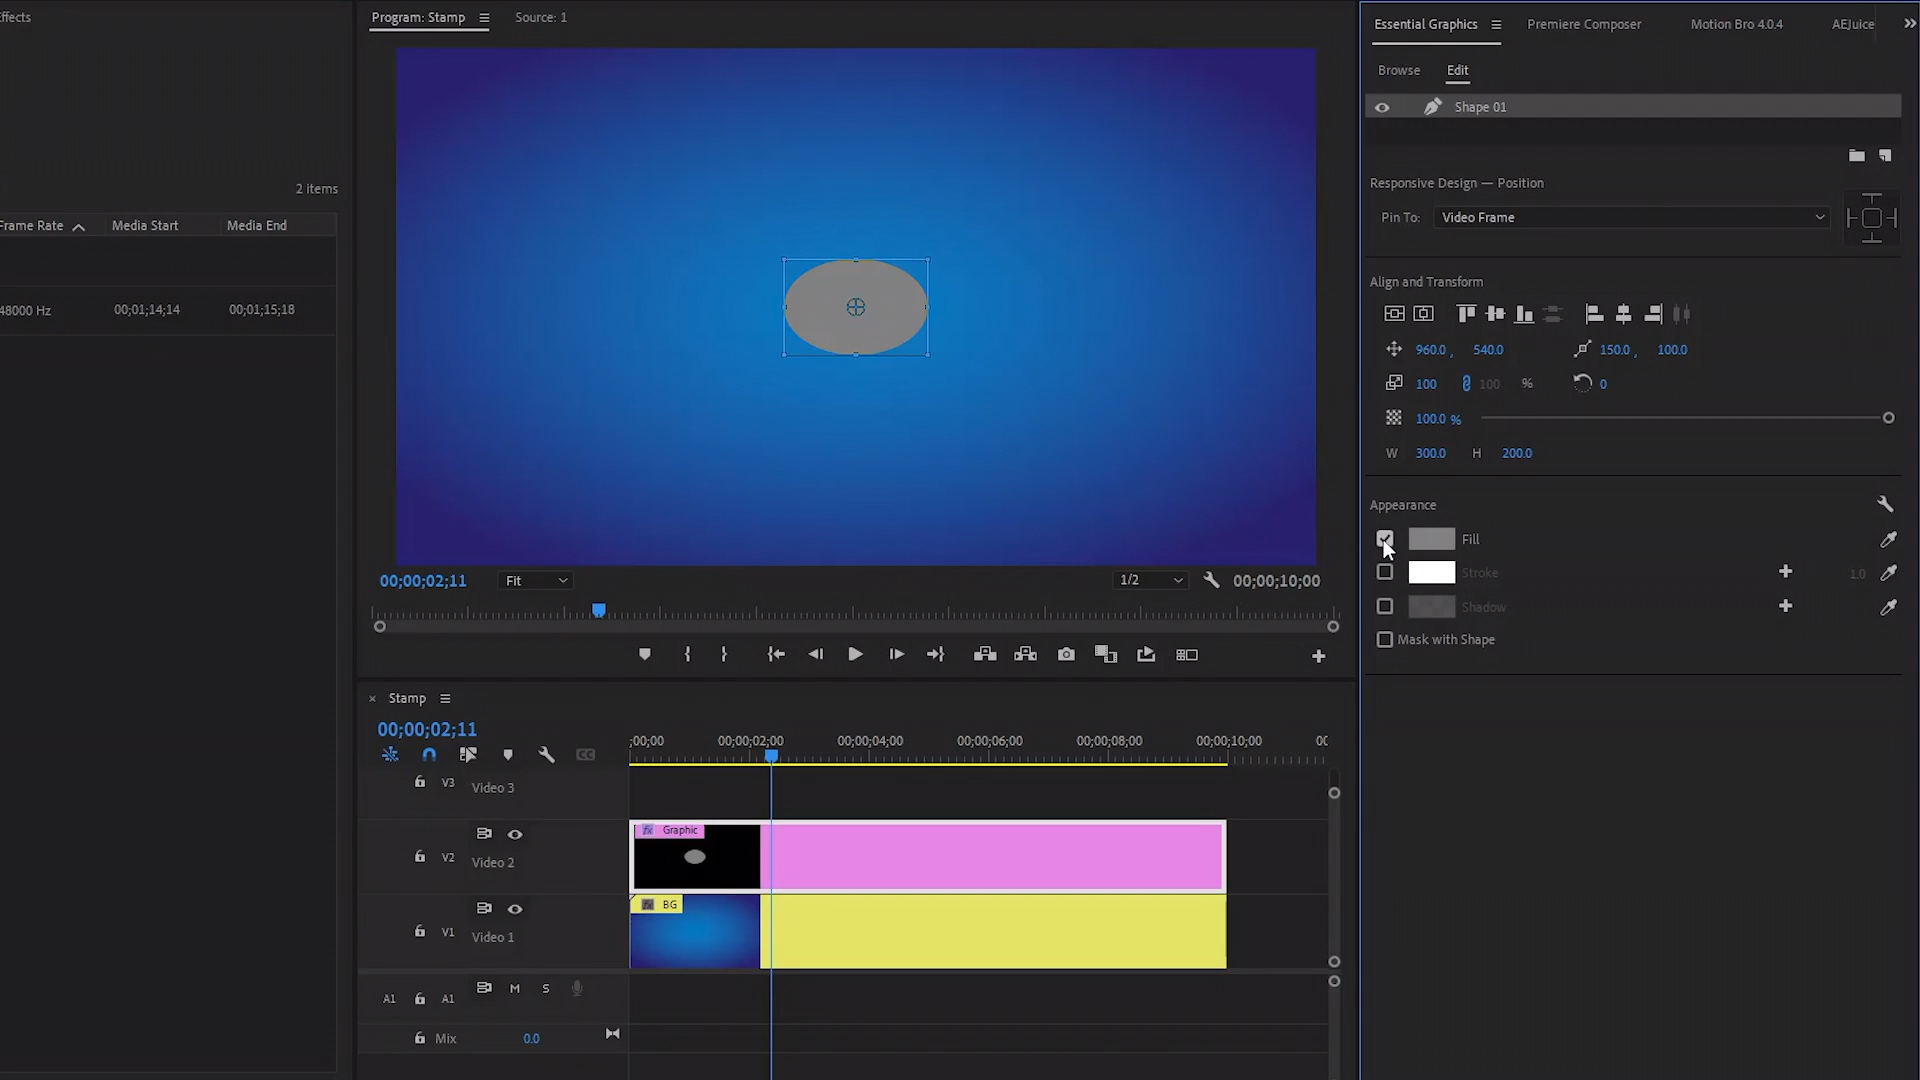 ffects
Program: Stamp
Source: 1
Essential Graphics
Premiere Composer
Motion Bro 4.0.4
AEJuice
Browse
Edit
Shape 01
2 items
Responsive Design — Position
Frame Rate
Media Start
Media End
Pin To:
Video Frame
Align and Transform
48000 Hz
00;01;14;14
00;01;15;18
960.0 ,
540.0
150.0 ,
100.0
100
100
%
0
100.0 %
W 300.0
H 200.0
Appearance
Fill
Stroke
1.0
Shadow
Mask with Shape
00;00;02;11
Fit
1/2
00;00;10;00
Stamp
00;00;02;11
;00;00
00;00;02;00
00;00;04;00
00;00;06;00
00;00;08;00
00;00;10;00
00
CC
V3
Video 3
fx Graphic
V2
Video 2
fx BG
V1
Video 1
A1
A1
M
S
Mix
0.0